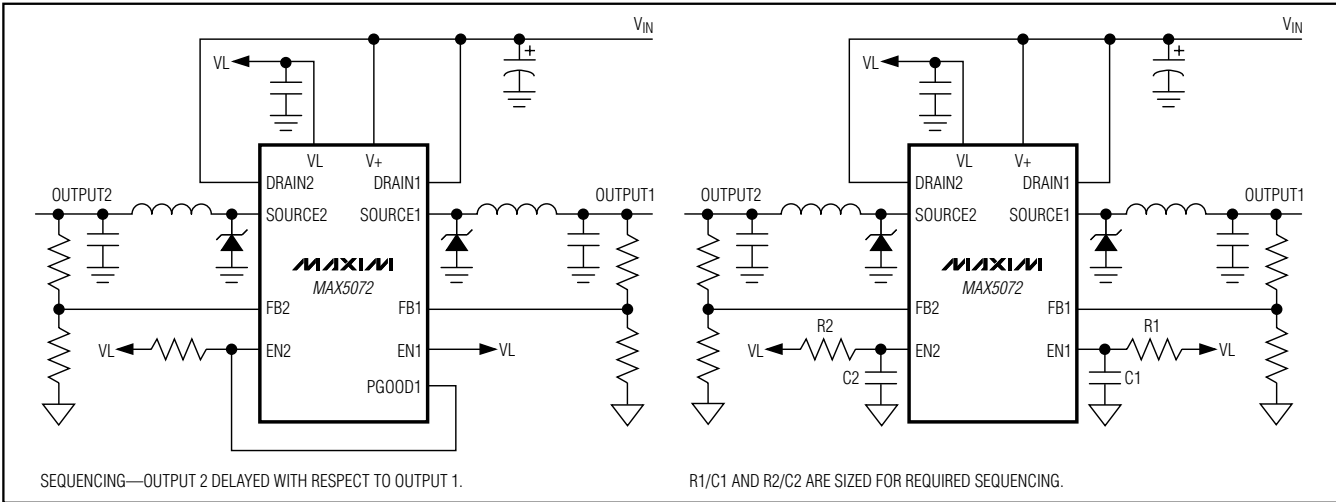 VIN
VL
VL
V+
DRAIN2
DRAIN1
OUTPUT2
OUTPUT1
SOURCE2
SOURCE1
MAXIM
MAX5072
FB2
FB1
VL
EN2
EN1
VL
PGOOD1
SEQUENCING—OUTPUT 2 DELAYED WITH RESPECT TO OUTPUT 1.
VIN
VL
VL
V+
DRAIN2
DRAIN1
OUTPUT2
OUTPUT1
SOURCE2
SOURCE1
MAXIM
MAX5072
FB2
FB1
R2
R1
VL
EN2
EN1
VL
C2
C1
R1/C1 AND R2/C2 ARE SIZED FOR REQUIRED SEQUENCING.